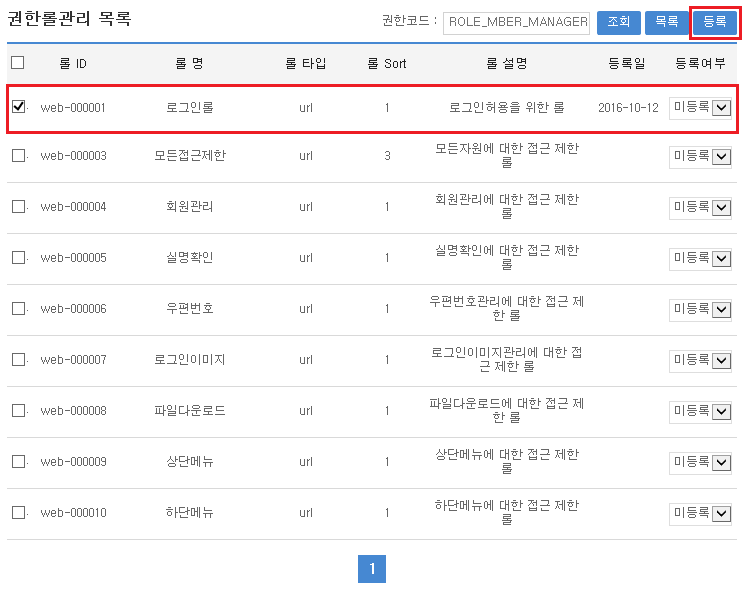 권한롤관리 목록
권한코드 : ROLE_MBER_MANAGER 조회 목록 등록
롤 ID 롤 명 롤 타입 롤 Sort 롤 설명 등록일 등록여부
web-000001 로그인롤 url 1 로그인허용을 위한 롤 2016-10-12 미등록
web-000003 모든접근제한 url 3 모든자원에 대한 접근 제한 미등록
롤
web-000004 회원관리 url 1 회원관리에 대한 접근 제한 미등록
롤
web-000005 실명확인 url 1 실명확인에 대한 접근 제한 미등록
롤
web-000006 우편번호 url 1 우편번호관리에 대한 접근 제 미등록
한 롤
web-000007 로그인이미지 url 1 로그인이미지관리에 대한 접 미등록
근 제한 롤
web-000008 파일다운로드 url 1 파일다운로드에 대한 접근 제 미등록
한 롤
web-000009 상단메뉴 url 1 상단메뉴에 대한 접근 제한 미등록
롤
web-000010 하단메뉴 url 1 하단메뉴에 대한 접근 제한 미등록
롤
1